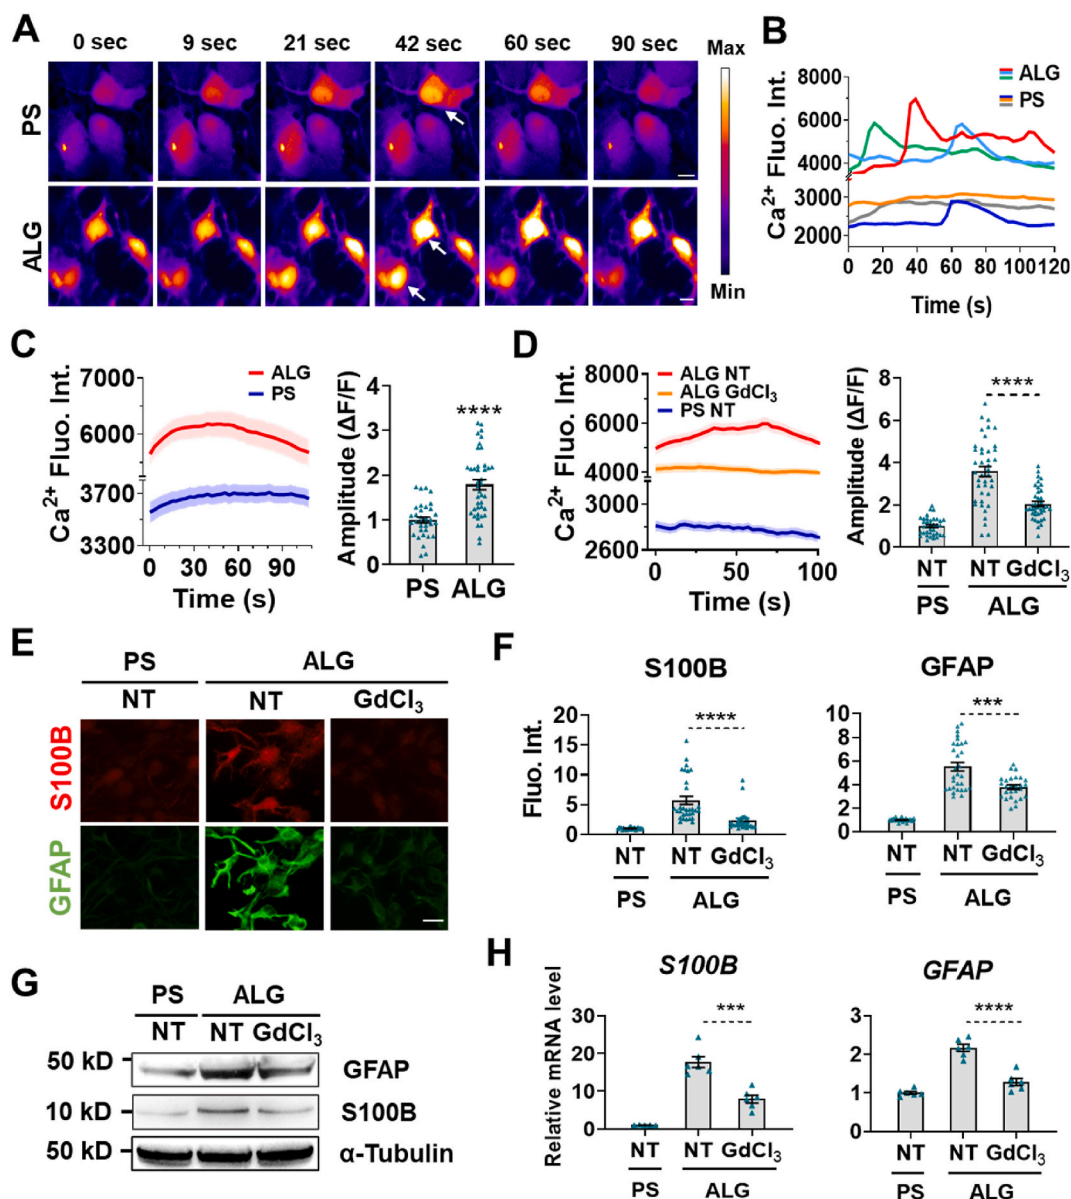 A
0 sec 9 sec 21 sec 42 sec 60 sec 90 sec
PS
ALG
Max
Min
B
Ca²⁺ Fluo. Int.
8000
6000
4000
3000
2000
ALG
PS
0 20 40 60 80 100 120
Time (s)
C
Ca²⁺ Fluo. Int.
7000
6000
3700
3300
ALG
PS
0 30 60 90
Time (s)
Amplitude (ΔF/F)
4
3
2
1
0
****
PS ALG
D
Ca²⁺ Fluo. Int.
8000
6000
4000
3000
2600
ALG NT
ALG GdCl₃
PS NT
0 50 100
Time (s)
Amplitude (ΔF/F)
8
6
4
2
0
****
NT NT GdCl₃
PS ALG
E
PS ALG
NT NT GdCl₃
S100B
GFAP
F
S100B
Fluo. Int.
20
15
10
5
0
****
NT NT GdCl₃
PS ALG
GFAP
10
8
6
4
2
0
***
NT NT GdCl₃
PS ALG
G
PS ALG
NT NT GdCl₃
50 kD GFAP
10 kD S100B
50 kD α-Tubulin
H
S100B
Relative mRNA level
30
20
10
0
***
NT NT GdCl₃
PS ALG
GFAP
3
2
1
0
****
NT NT GdCl₃
PS ALG